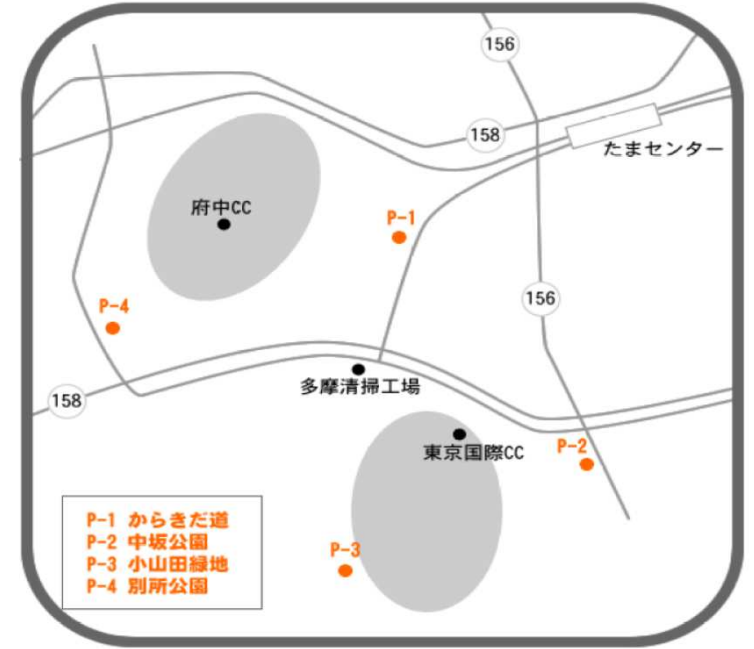 156
158
たまセンター
府中CC
P-1
156
P-4
多摩清掃工場
158
東京国際CC
P-2
P-3
P-1 からきだ道
P-2 中坂公園
P-3 小山田緑地
P-4 別所公園